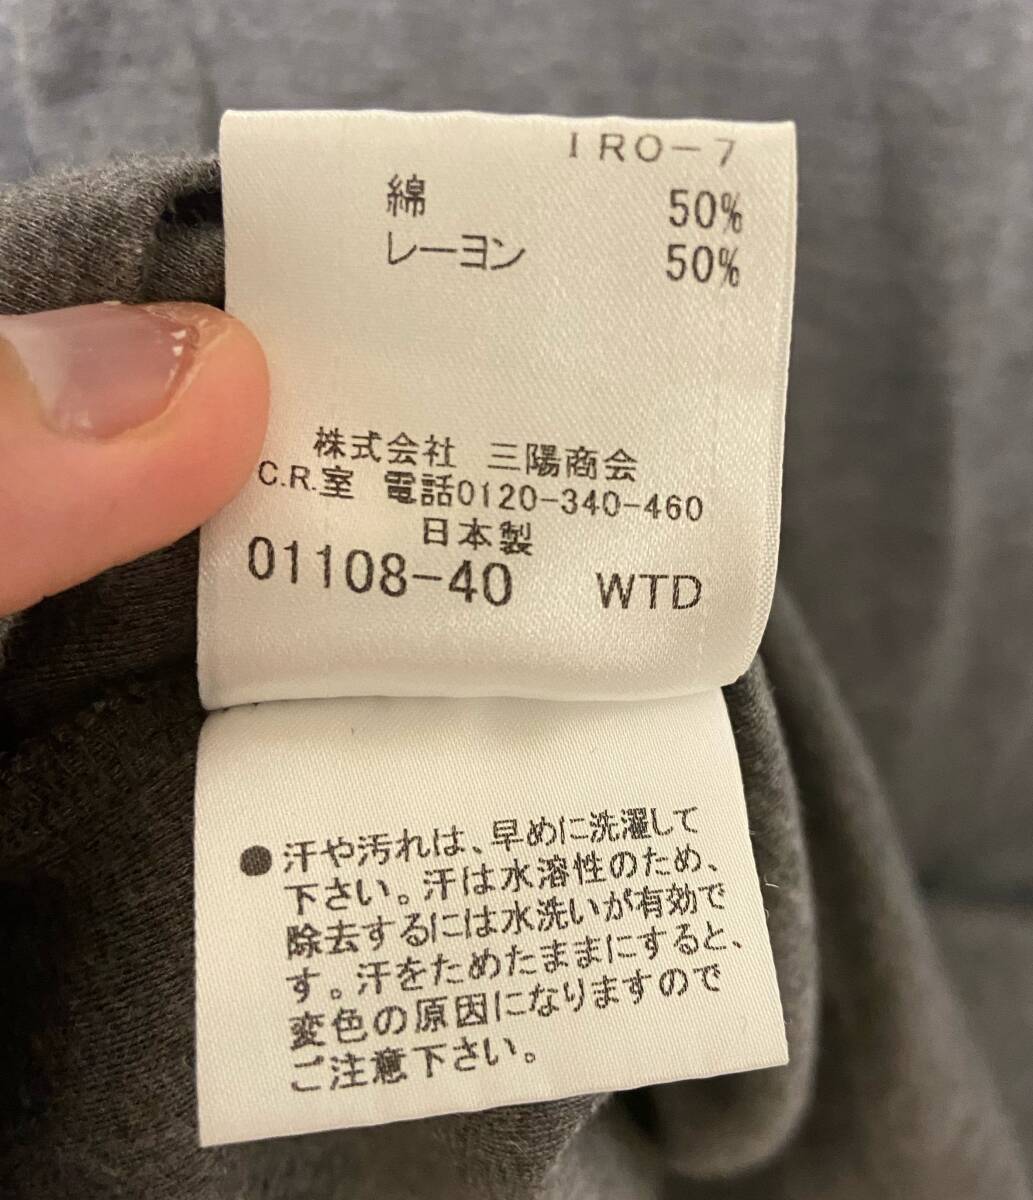 IRO-7
綿 50%
レーヨン 50%
株式会社 三陽商会
C.R.室 電話0120-340-460
日本製
01108-40 WTD
●汗や汚れは、早めに洗濯して
下さい。汗は水溶性のため、
除去するには水洗いが有効で
す。汗をためたままにすると、
変色の原因になりますので
ご注意下さい。